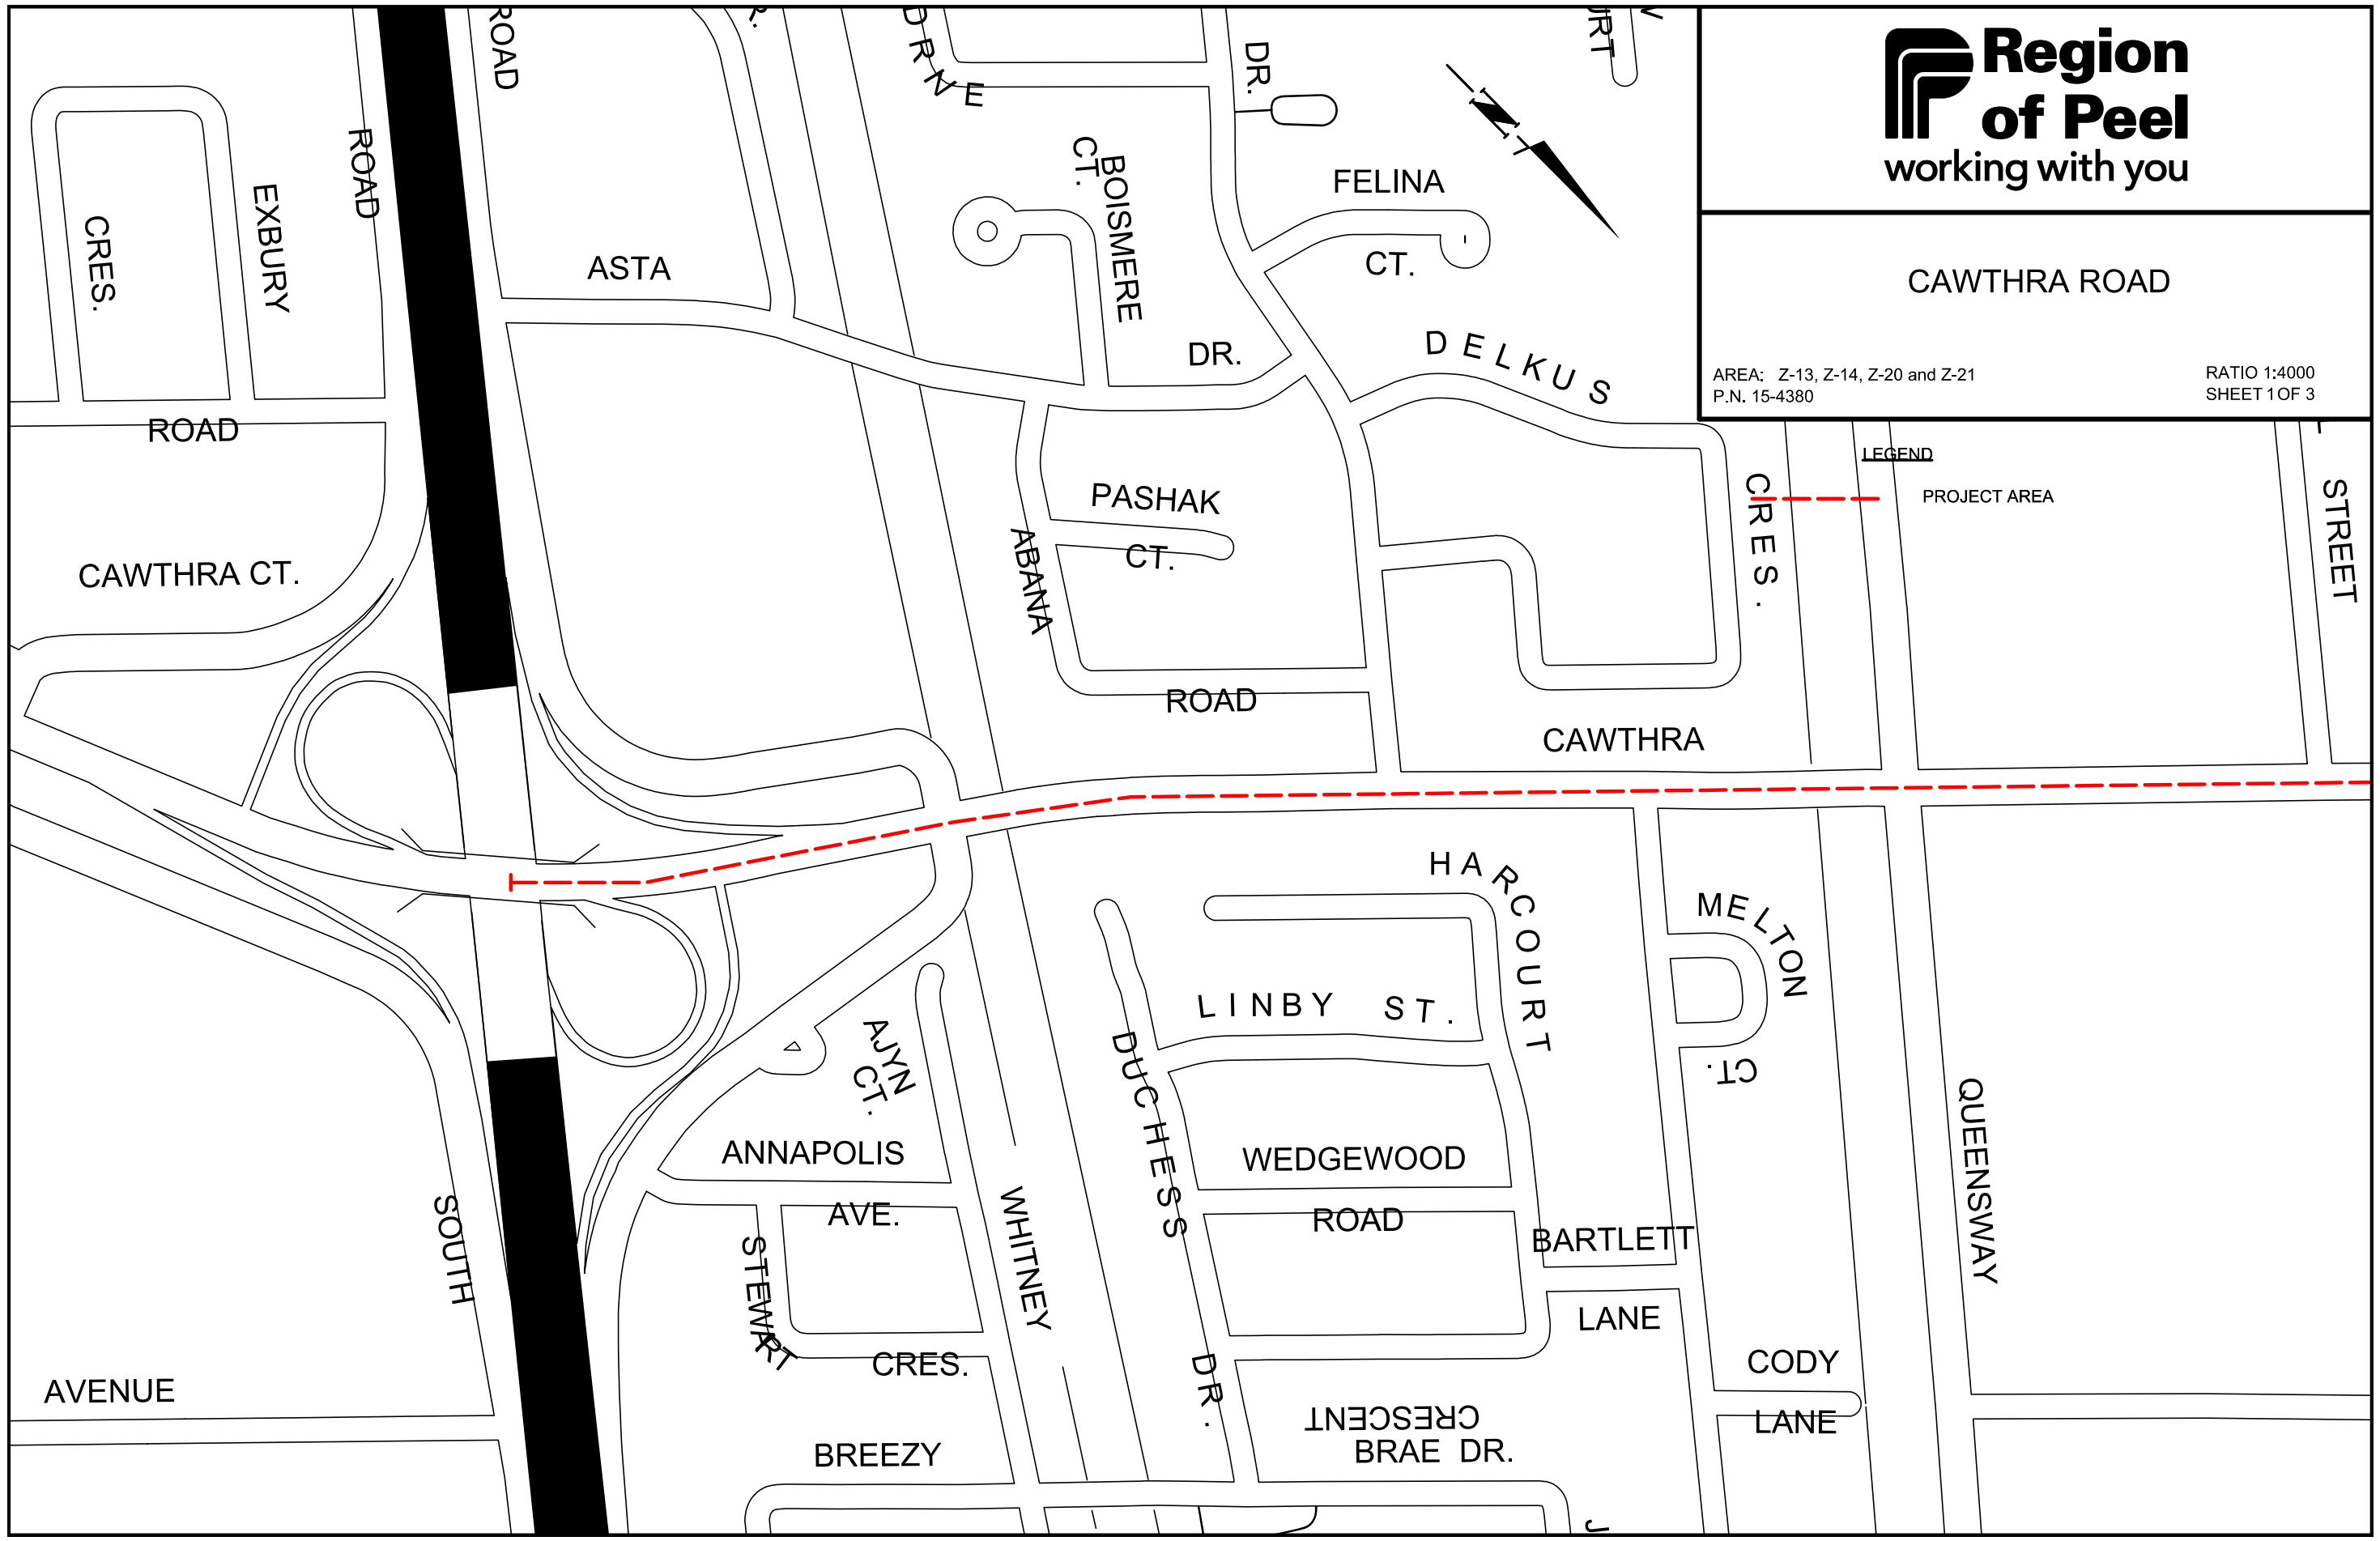 Region
of Peel
working with you
CAWTHRA ROAD
AREA: Z-13, Z-14, Z-20 and Z-21
RATIO 1:4000
P.N. 15-4380
SHEET 1 OF 3
LEGEND
PROJECT AREA
N
ROAD
DRIVE
DR.
ROAD
EXBURY
CRES.
ROAD
ASTA
DR.
BOISMERE
CT.
FELINA
CT.
DELKUS
CRES.
STREET
CAWTHRA CT.
PASHAK
CT.
ABANA
ROAD
CAWTHRA
HARCOURT
MELTON
CT.
LINBY ST.
DUCHESS
DR.
AJYN
CT.
ANNAPOLIS
AVE.
WEDGEWOOD
ROAD
QUEENSWAY
SOUTH
STEWART
CRES.
WHITNEY
BARTLETT
LANE
CODY
LANE
AVENUE
CRESCENT
BREEZY
BRAE DR.
J